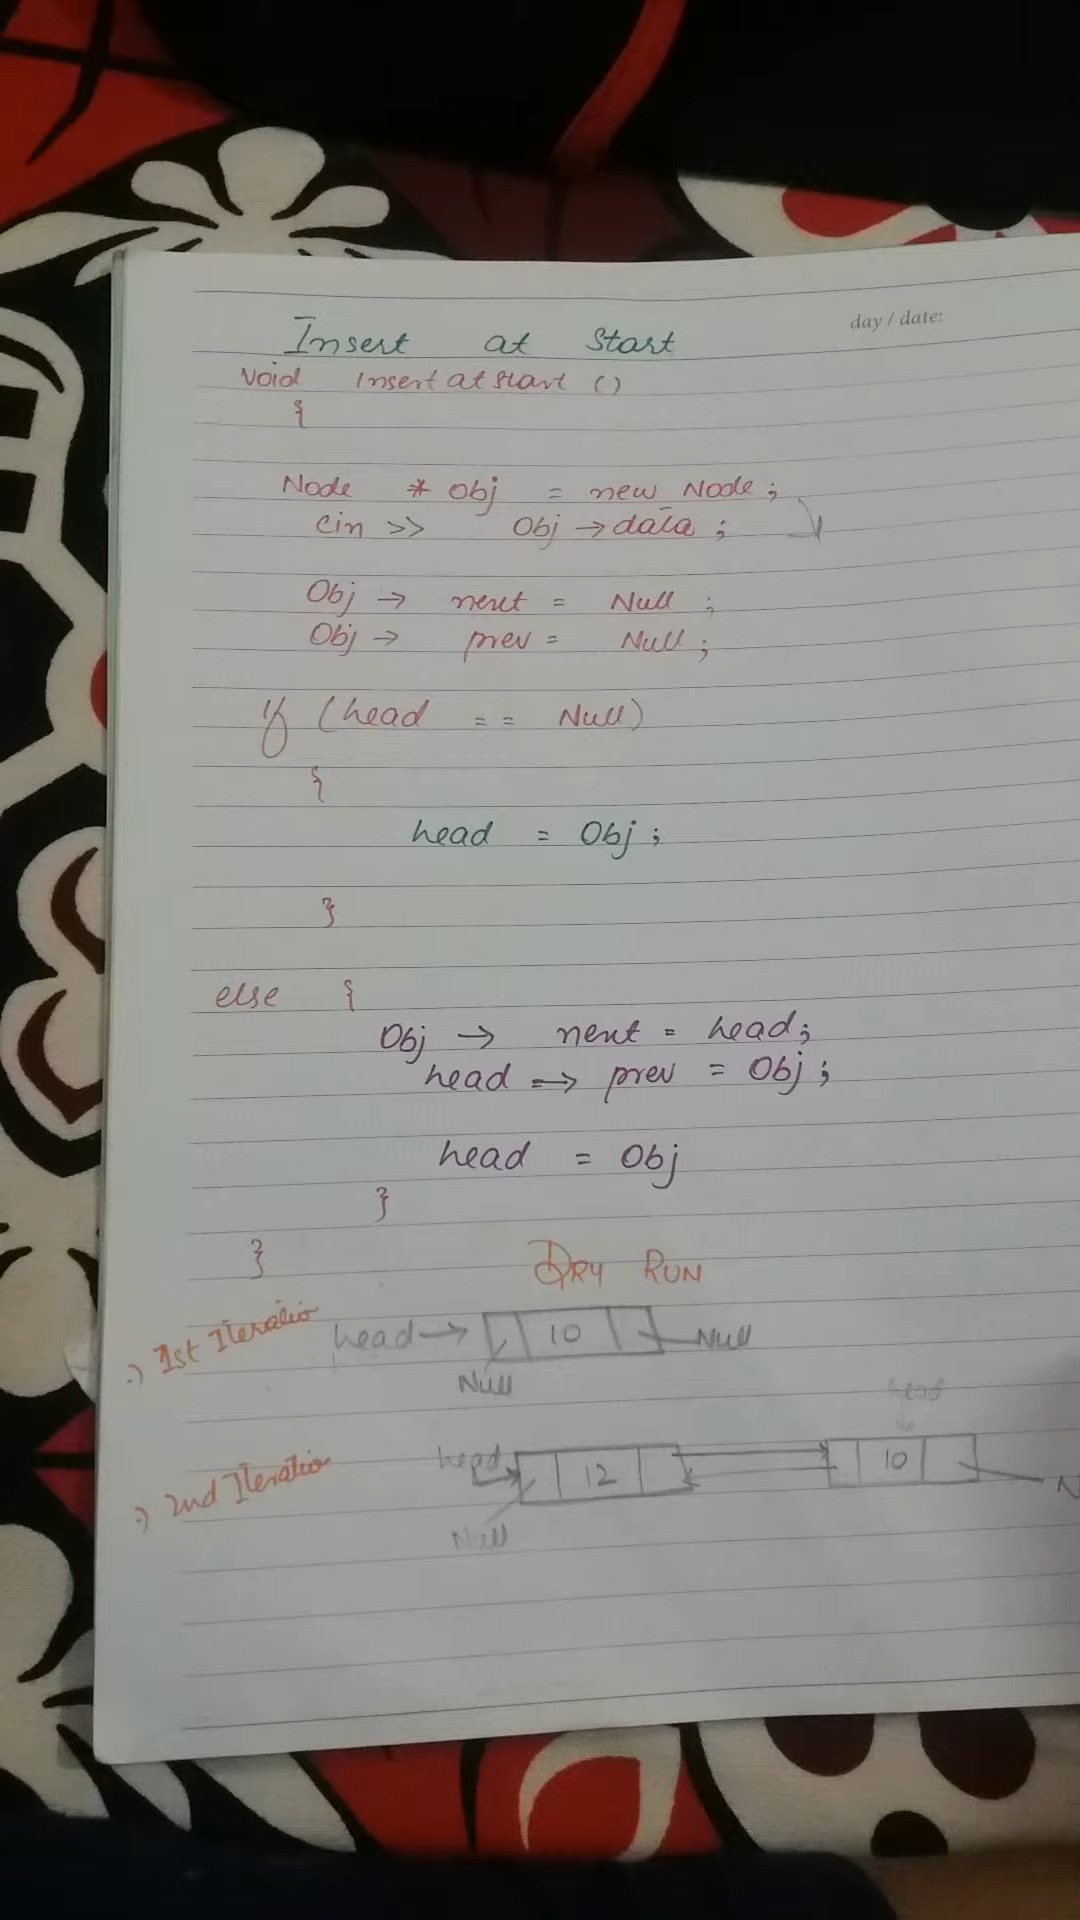 day / date:
Insert at Start
Void Insert at start ()
{
Node * Obj = new Node ;
Cin >> Obj → data ;
Obj → next = Null ;
Obj → prev = Null ;
if (head == Null)
{
head = Obj ;
}
else {
Obj → next = head ;
head → prev = Obj ;
head = Obj
}
}
DRY RUN
:) 1st Iteratio
head → 10 Null
Null
head
:) 2nd Iteratio
head 12 10 N
Null